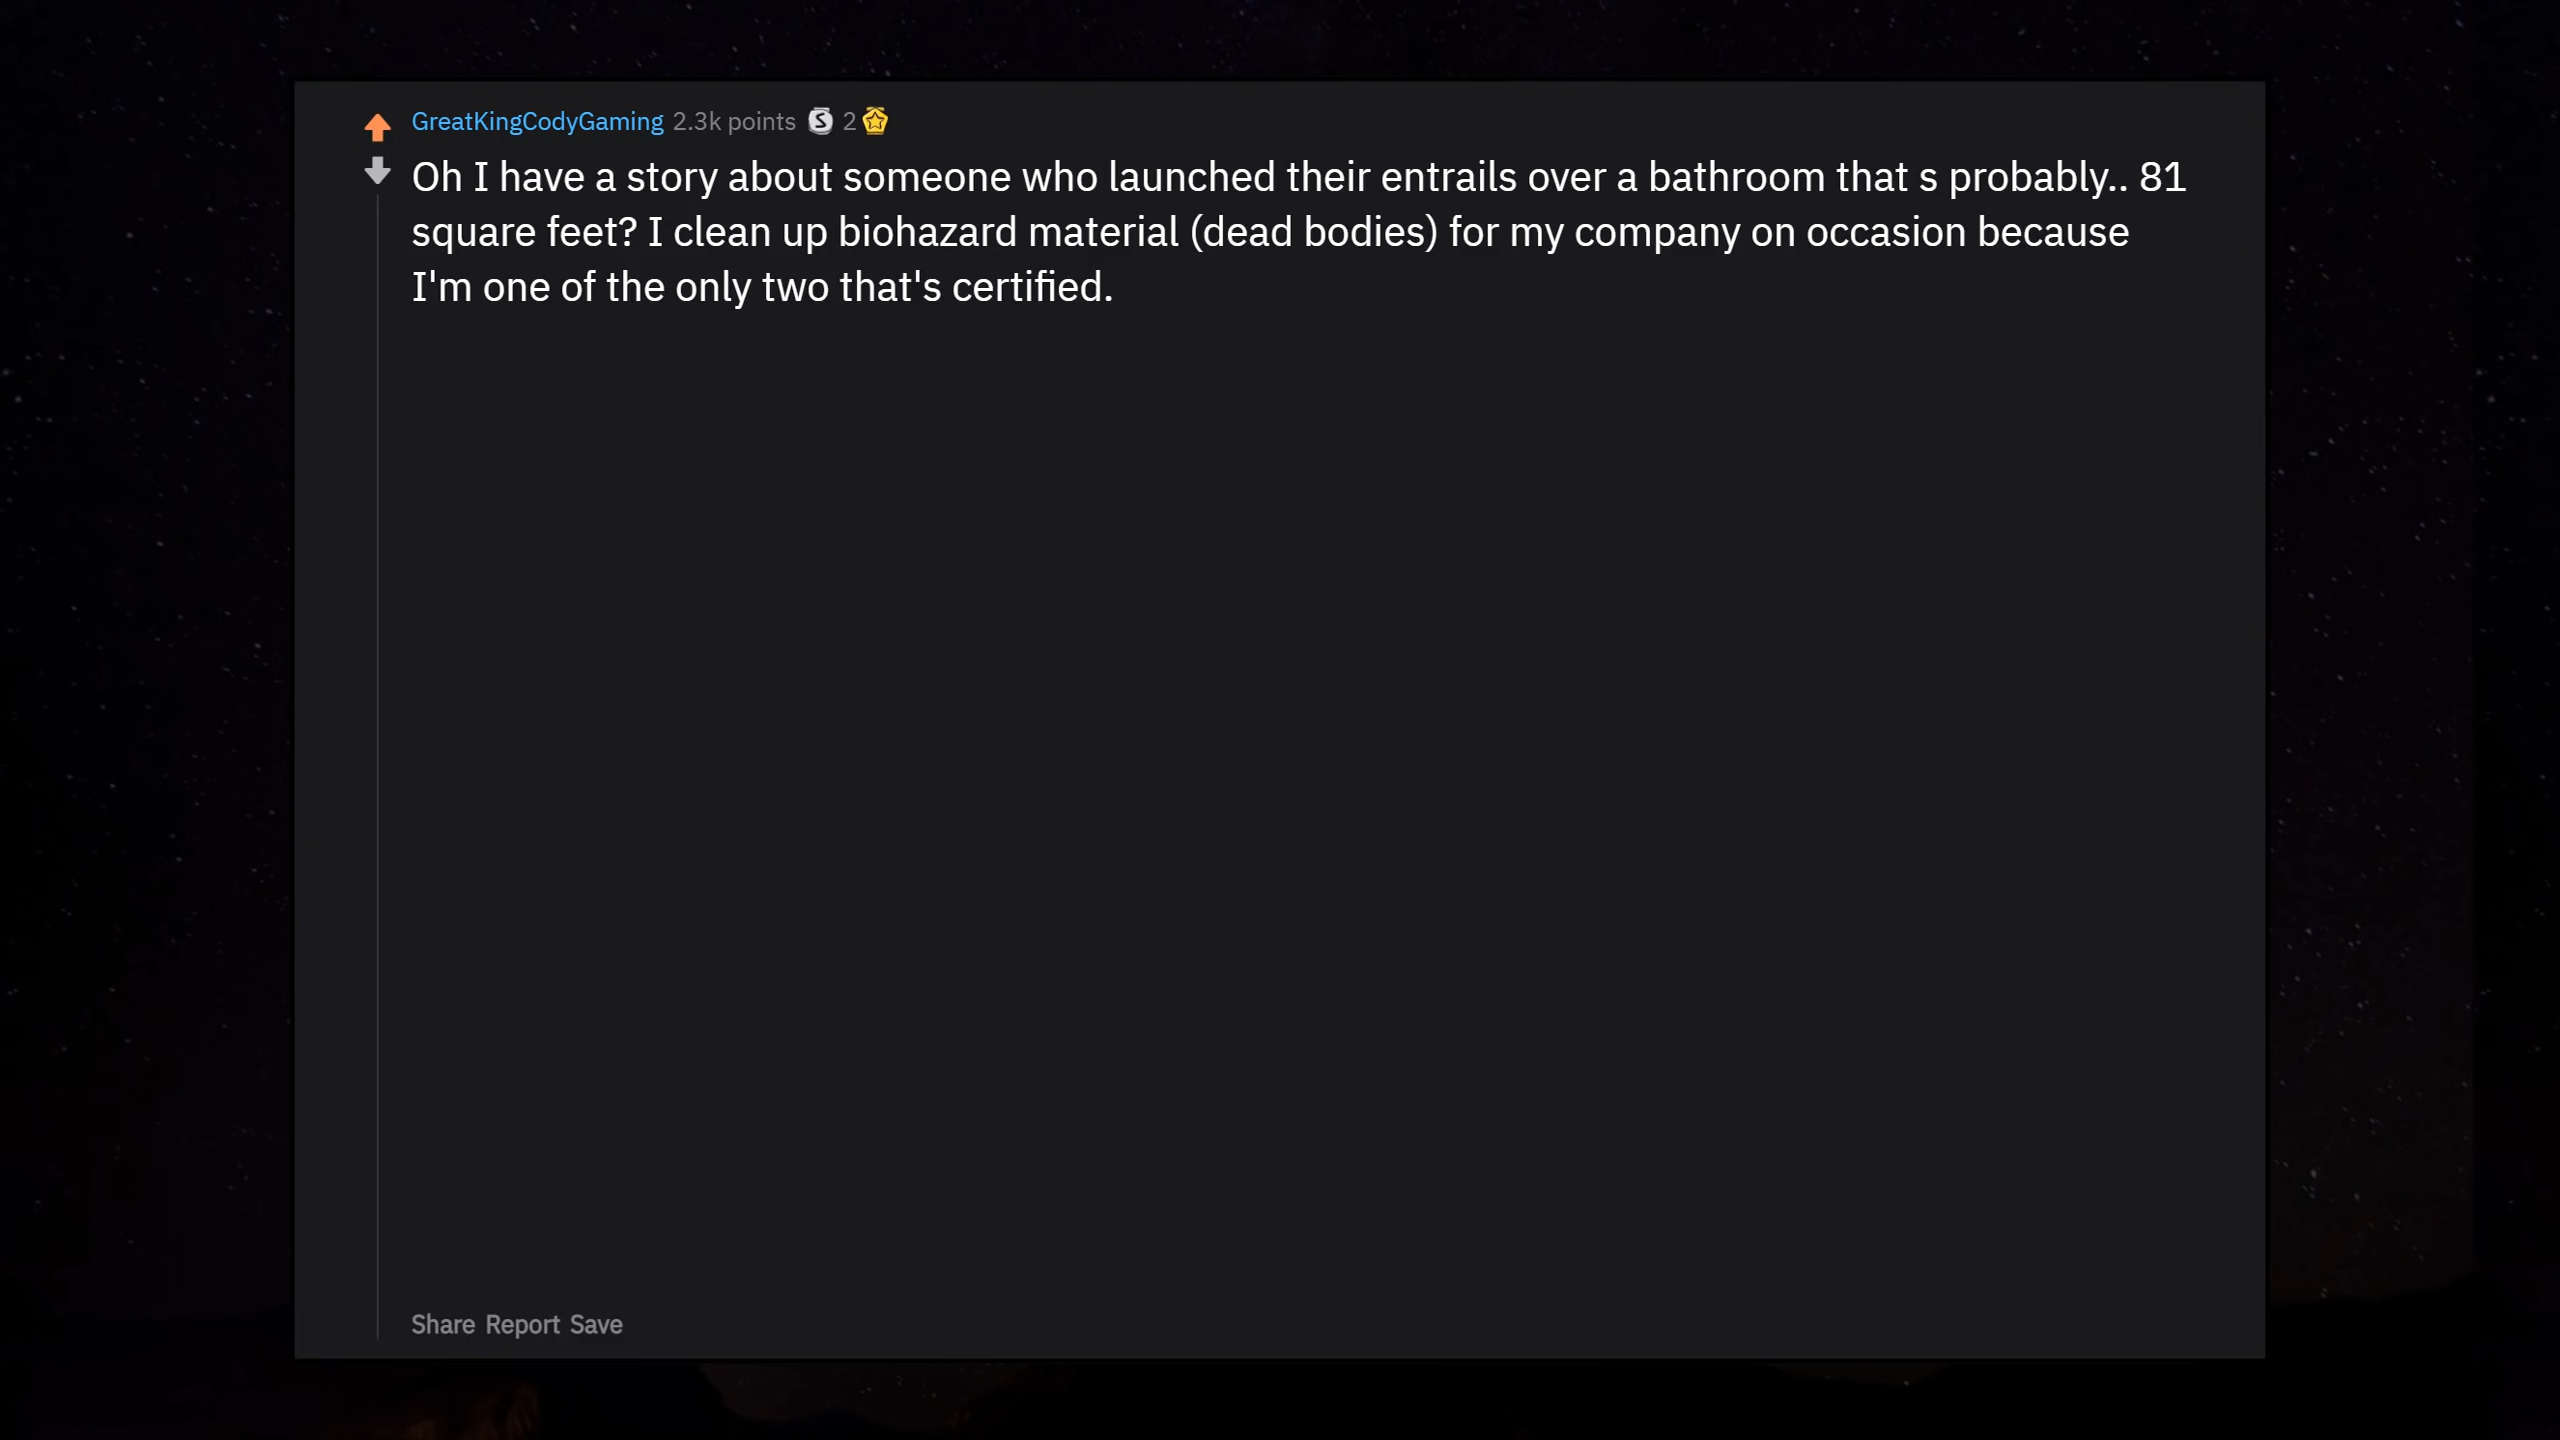 GreatKingCodyGaming 2.3k points S 2
Oh I have a story about someone who launched their entrails over a bathroom that s probably.. 81
square feet? I clean up biohazard material (dead bodies) for my company on occasion because
I'm one of the only two that's certified.
Share Report Save